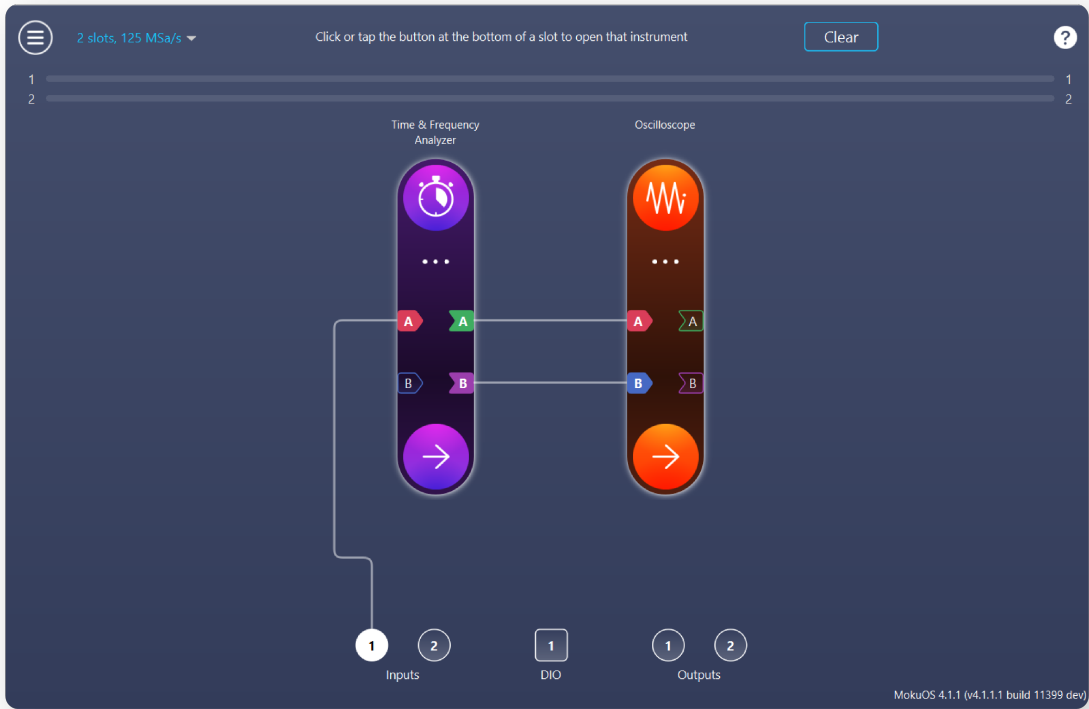 2 slots, 125 MSa/s
Click or tap the button at the bottom of a slot to open that instrument
Clear
?
1
1
2
2
Time & Frequency
Analyzer
Oscilloscope
A
A
A
A
B
B
B
B
1
2
1
1
2
Inputs
DIO
Outputs
MokuOS 4.1.1 (v4.1.1.1 build 11399 dev)